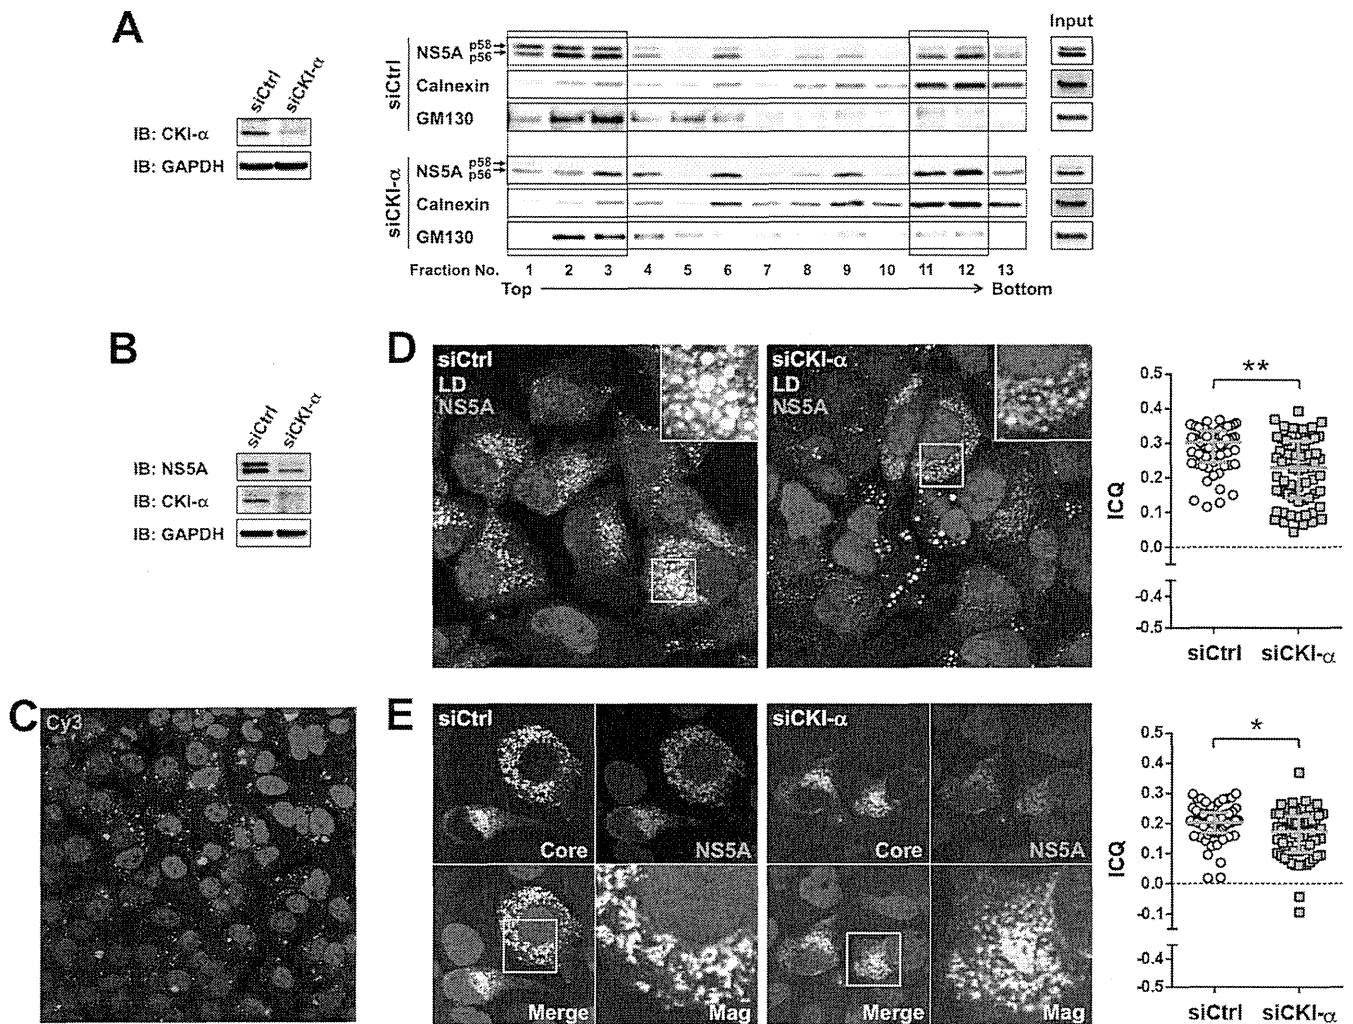 A
siCtrl
siCKI-α
IB: CKI-α
IB: GAPDH
Input
siCtrl
NS5A p58
p56
Calnexin
GM130
siCKI-α
NS5A p58
p56
Calnexin
GM130
Fraction No. 1 2 3 4 5 6 7 8 9 10 11 12 13
Top Bottom
B
siCtrl
siCKI-α
IB: NS5A
IB: CKI-α
IB: GAPDH
D
siCtrl
LD
NS5A
siCKI-α
LD
NS5A
**
ICQ
0.5
0.4
0.3
0.2
0.1
0.0
-0.4
-0.5
siCtrl siCKI-α
C
Cy3
E
siCtrl
Core
NS5A
Merge
Mag
siCKI-α
Core
NS5A
Merge
Mag
*
ICQ
0.5
0.4
0.3
0.2
0.1
0.0
-0.1
-0.4
-0.5
siCtrl siCKI-α